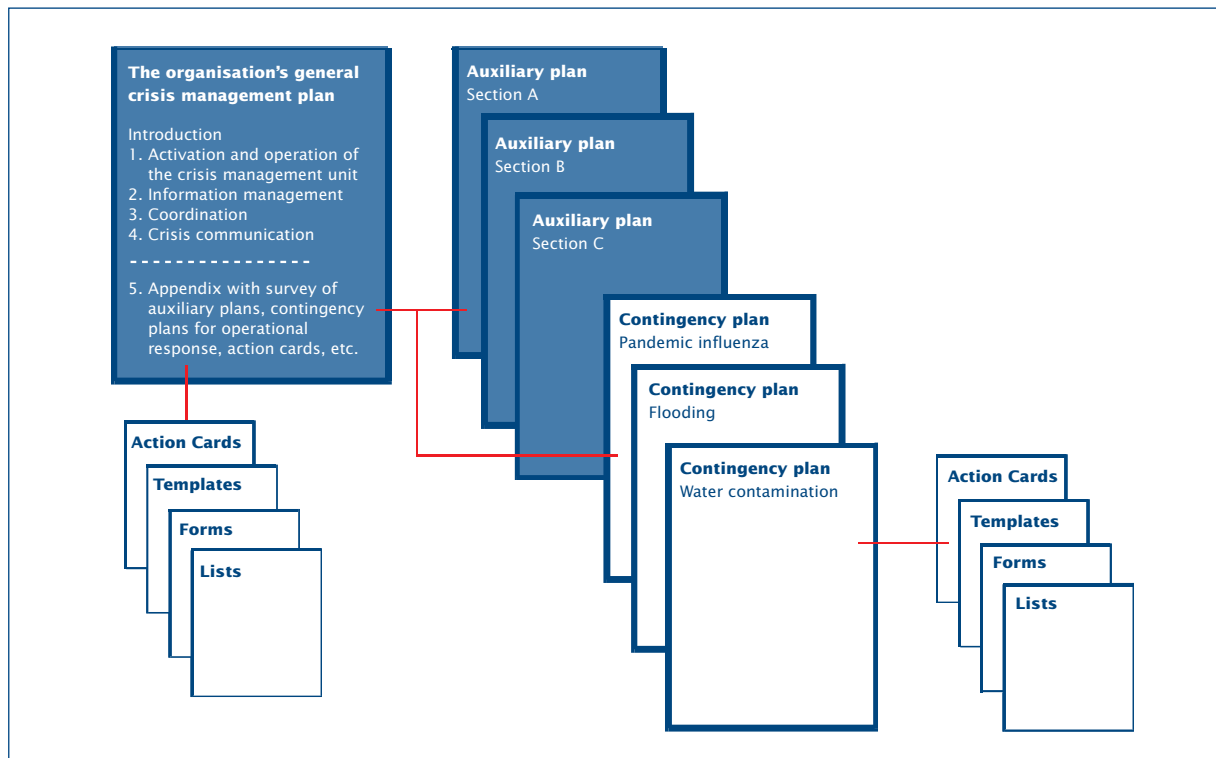 The organisation’s general
crisis management plan
Introduction
1. Activation and operation of
the crisis management unit
2. Information management
3. Coordination
4. Crisis communication
5. Appendix with survey of
auxiliary plans, contingency
plans for operational
response, action cards, etc.
Action Cards
Templates
Forms
Lists
Auxiliary plan
Section A
Auxiliary plan
Section B
Auxiliary plan
Section C
Contingency plan
Pandemic influenza
Contingency plan
Flooding
Contingency plan
Water contamination
Action Cards
Templates
Forms
Lists